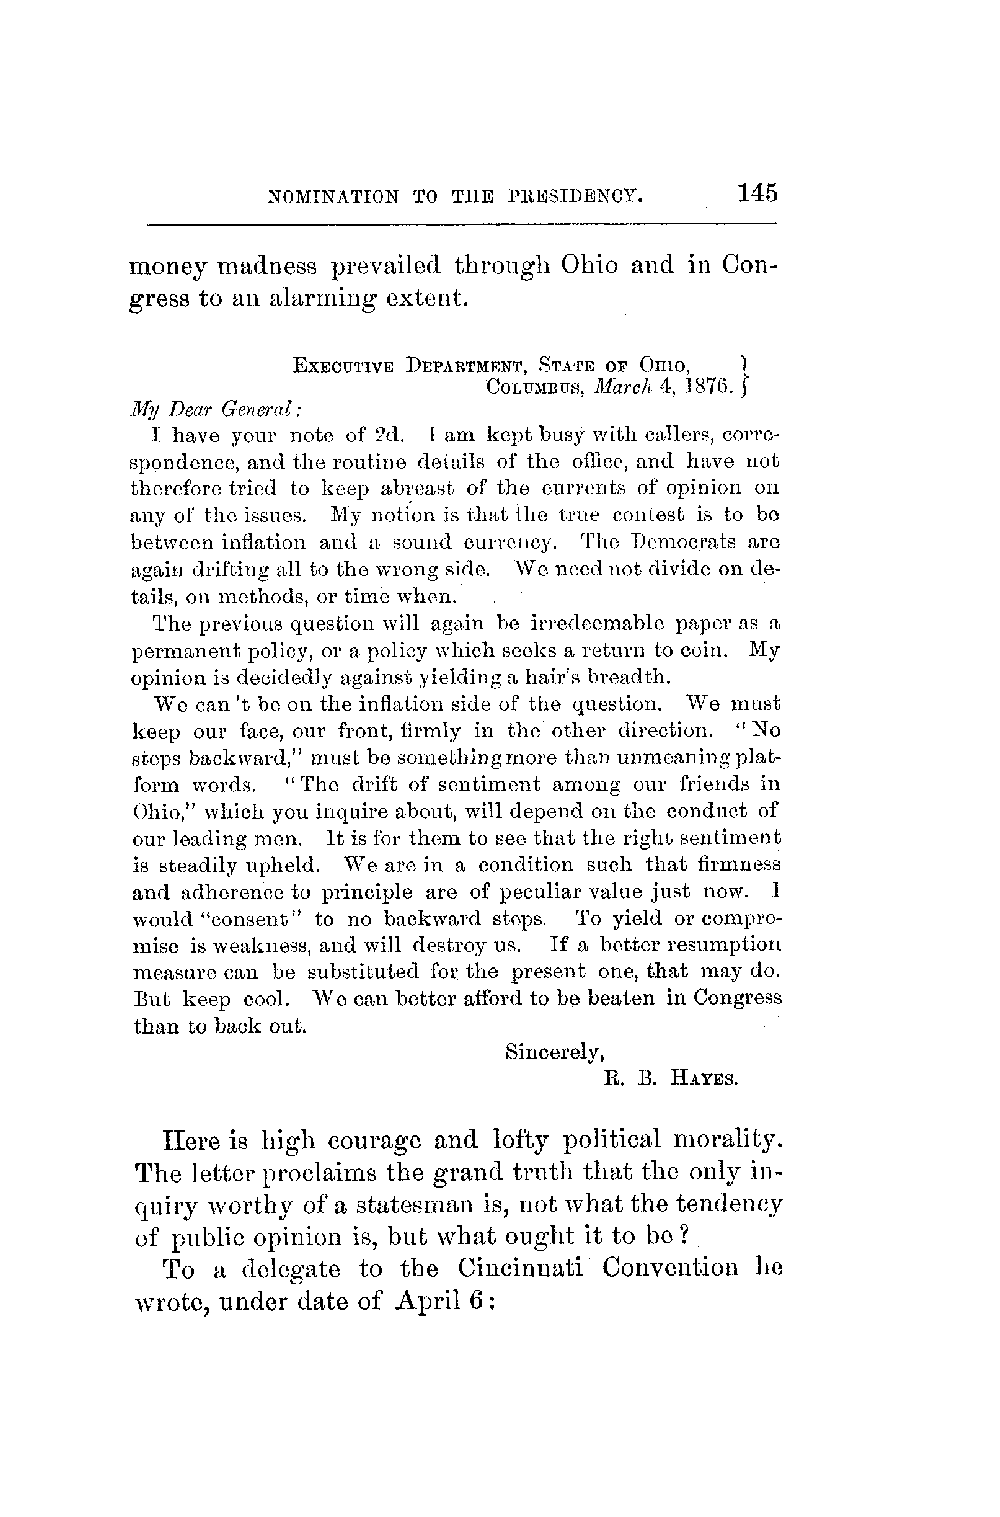 NOMINATION TO THE PRESIDENCY. 145
money madness prevailed through Ohio and in Con-
gress to an alarming extent.
EXECUTIVE DEPARTMENT, STATE OF OHIO, }
COLUMBUS, March 4, 1876. }
My Dear General:
I have your note of 2d. I am kept busy with callers, corre-
spondence, and the routine details of the office, and have not
therefore tried to keep abreast of the currents of opinion on
any of the issues. My notion is that the true contest is to be
between inflation and a sound currency. The Democrats are
again drifting all to the wrong side. We need not divide on de-
tails, on methods, or time when.
The previous question will again be irredeemable paper as a
permanent policy, or a policy which seeks a return to coin. My
opinion is decidedly against yielding a hair's breadth.
We can't be on the inflation side of the question. We must
keep our face, our front, firmly in the other direction. "No
steps backward," must be something more than unmeaning plat-
form words. "The drift of sentiment among our friends in
Ohio," which you inquire about, will depend on the conduct of
our leading men. It is for them to see that the right sentiment
is steadily upheld. We are in a condition such that firmness
and adherence to principle are of peculiar value just now. I
would "consent" to no backward steps. To yield or compro-
mise is weakness, and will destroy us. If a better resumption
measure can be substituted for the present one, that may do.
But keep cool. We can better afford to be beaten in Congress
than to back out.
Sincerely,
R. B. HAYES.
Here is high courage and lofty political morality.
The letter proclaims the grand truth that the only in-
quiry worthy of a statesman is, not what the tendency
of public opinion is, but what ought it to be?
To a delegate to the Cincinnati Convention he
wrote, under date of April 6: